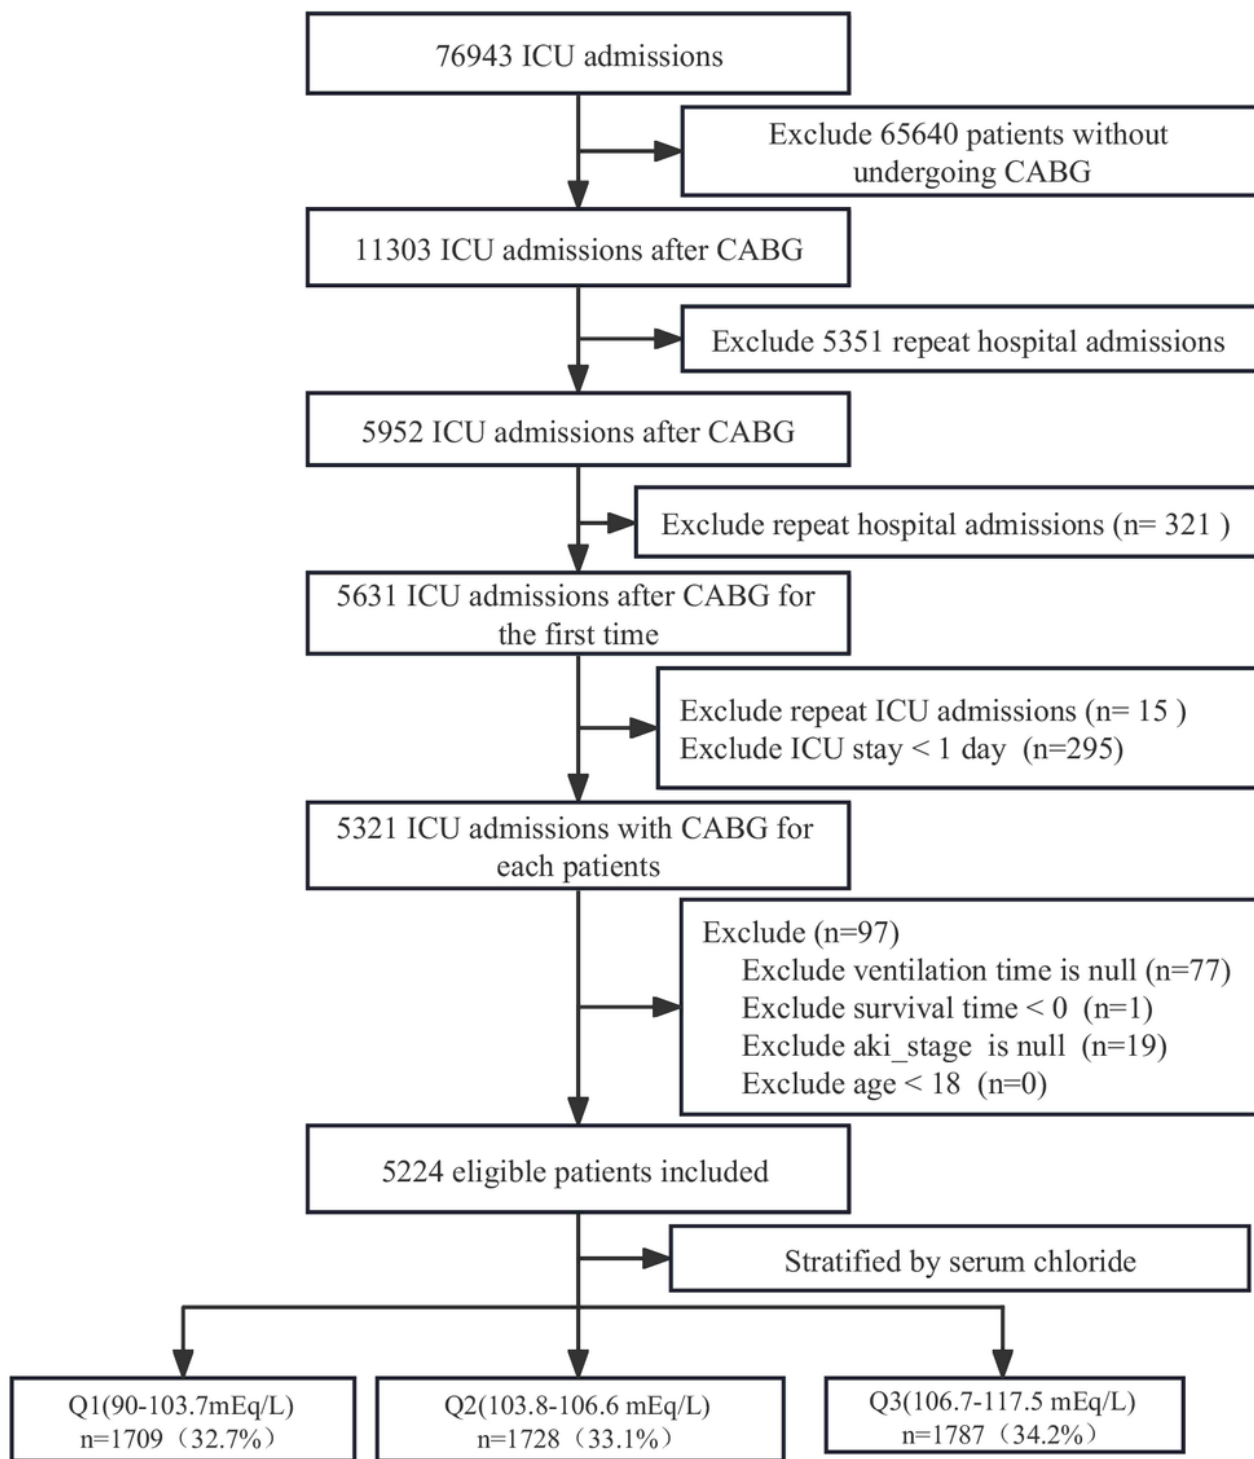 76943 ICU admissions
Exclude 65640 patients without
undergoing CABG
11303 ICU admissions after CABG
Exclude 5351 repeat hospital admissions
5952 ICU admissions after CABG
Exclude repeat hospital admissions (n= 321 )
5631 ICU admissions after CABG for
the first time
Exclude repeat ICU admissions (n= 15 )
Exclude ICU stay < 1 day (n=295)
5321 ICU admissions with CABG for
each patients
Exclude (n=97)
Exclude ventilation time is null (n=77)
Exclude survival time < 0 (n=1)
Exclude aki_stage is null (n=19)
Exclude age < 18 (n=0)
5224 eligible patients included
Stratified by serum chloride
Q1(90-103.7mEq/L)
n=1709（32.7%）
Q2(103.8-106.6 mEq/L)
n=1728（33.1%）
Q3(106.7-117.5 mEq/L)
n=1787（34.2%）